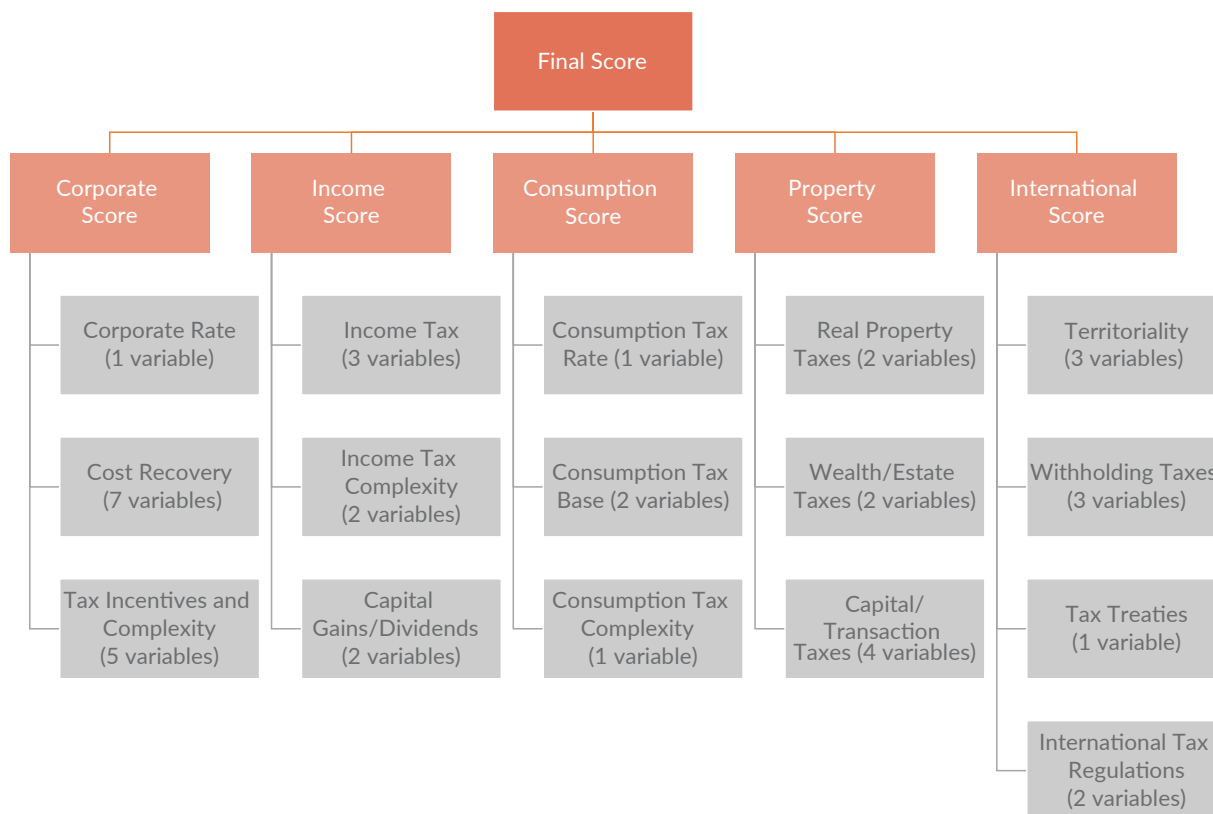 Final Score
Corporate
Score
Income
Score
Consumption
Score
Property
Score
International
Score
Corporate Rate
(1 variable)
Cost Recovery
(7 variables)
Tax Incentives and
Complexity
(5 variables)
Income Tax
(3 variables)
Income Tax
Complexity
(2 variables)
Capital
Gains/Dividends
(2 variables)
Consumption Tax
Rate (1 variable)
Consumption Tax
Base (2 variables)
Consumption Tax
Complexity
(1 variable)
Real Property
Taxes (2 variables)
Wealth/Estate
Taxes (2 variables)
Capital/
Transaction
Taxes (4 variables)
Territoriality
(3 variables)
Withholding Taxes
(3 variables)
Tax Treaties
(1 variable)
International Tax
Regulations
(2 variables)